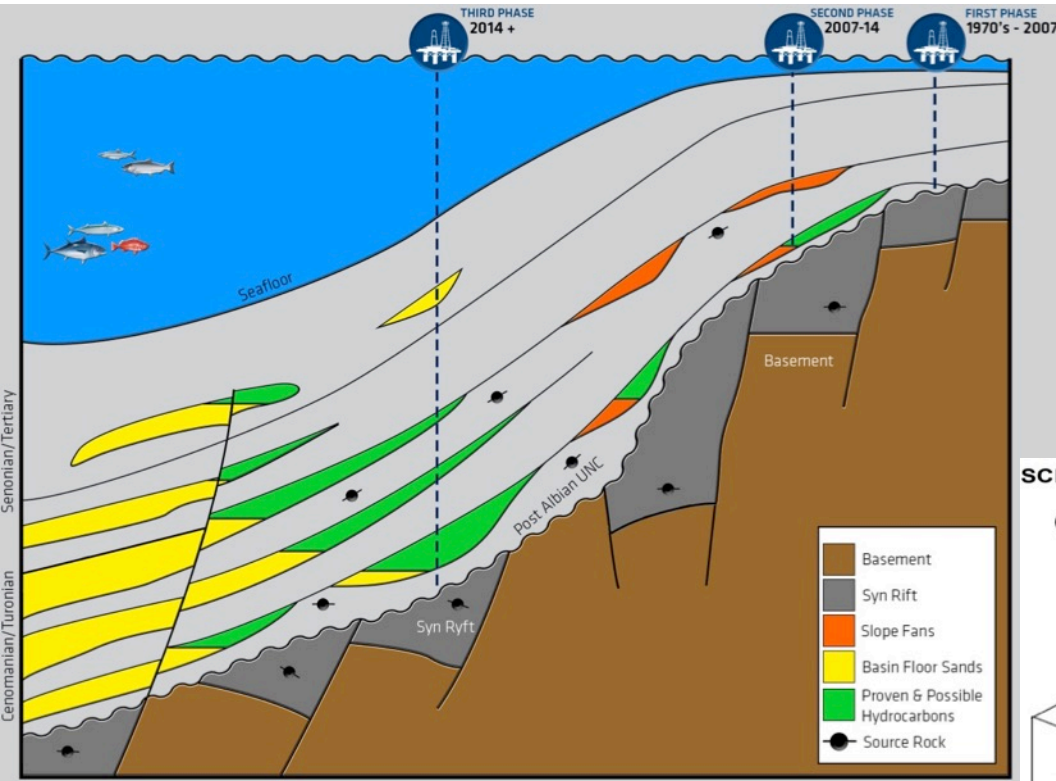 THIRD PHASE
2014 +
SECOND PHASE
2007-14
FIRST PHASE
1970's - 2007
Seafloor
Senonian/Tertiary
Cenomanian/Turonian
Basement
Post Albian UNC
Syn Ryft
Basement
Syn Rift
Slope Fans
Basin Floor Sands
Proven & Possible
Hydrocarbons
Source Rock